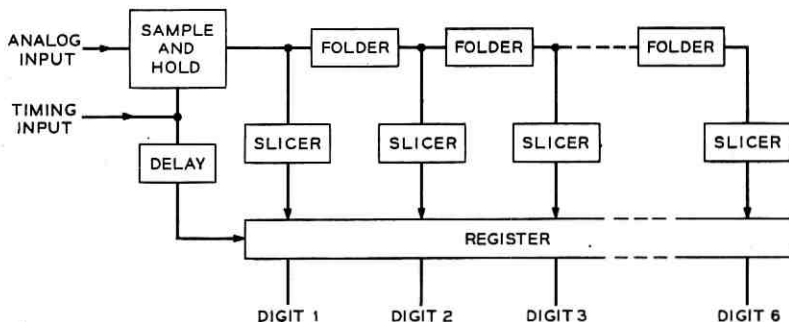 SAMPLE
AND
HOLD
ANALOG
INPUT
FOLDER
FOLDER
FOLDER
TIMING
INPUT
DELAY
SLICER
SLICER
SLICER
SLICER
REGISTER
DIGIT 1
DIGIT 2
DIGIT 3
DIGIT 6